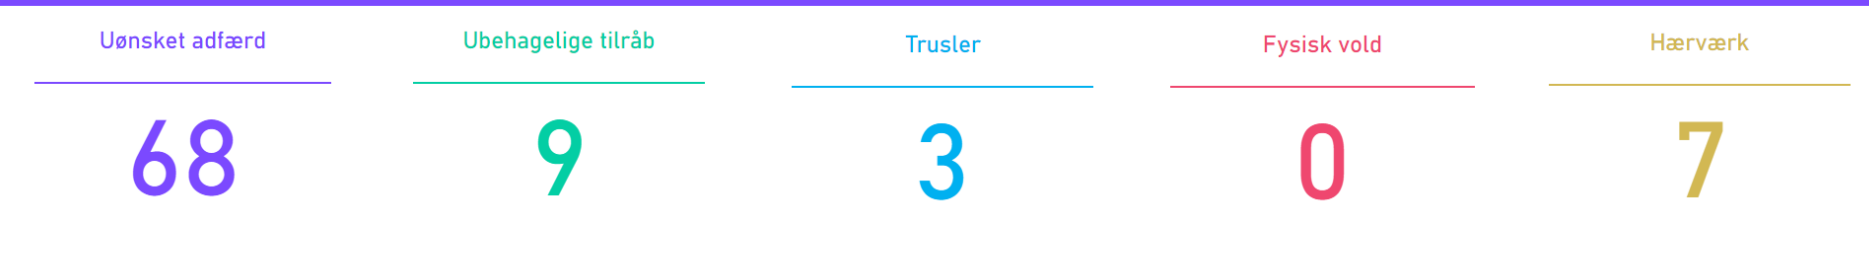 Uønsket adfærd
Ubehagelige tilråb
Trusler
Fysisk vold
Hærværk
68
9
3
0
7